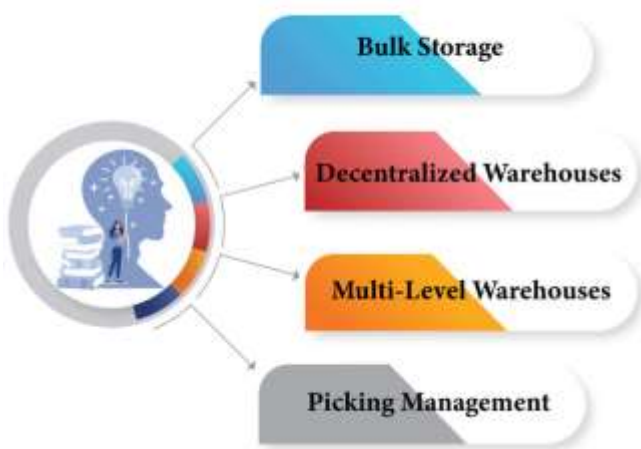 Bulk Storage
Decentralized Warehouses
Multi-Level Warehouses
Picking Management